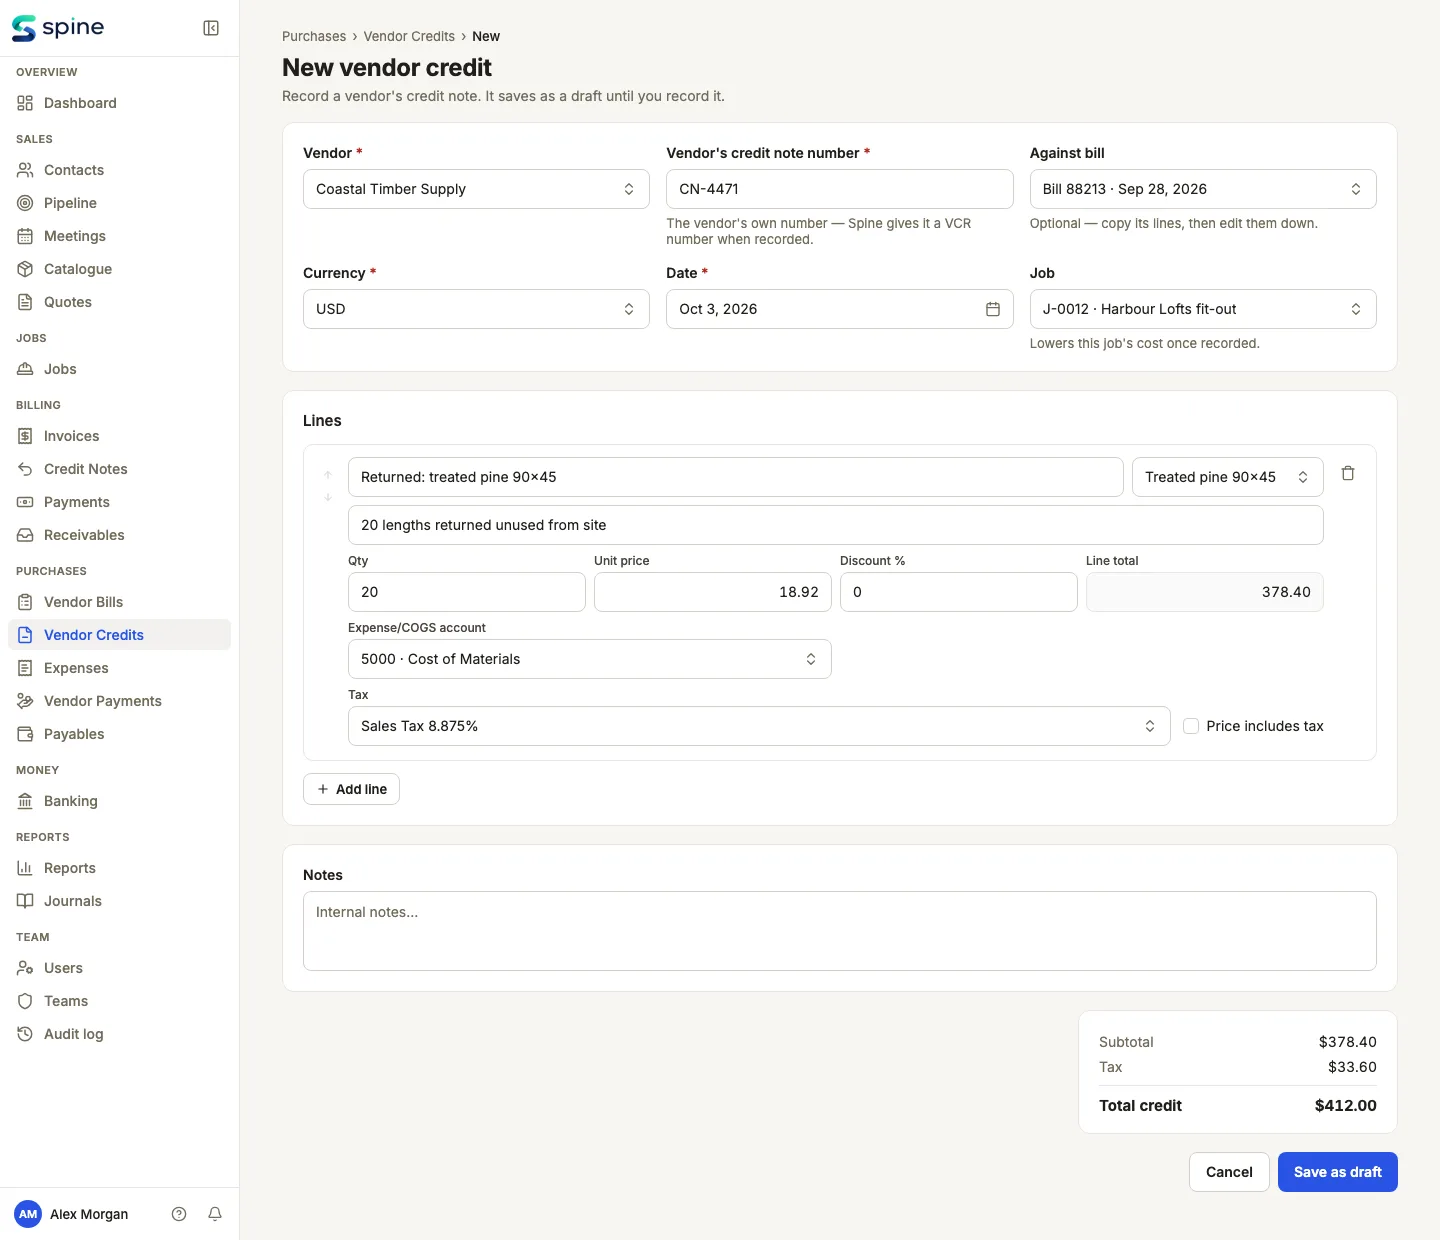 spine
OVERVIEW
Dashboard
SALES
Contacts
Pipeline
Meetings
Catalogue
Quotes
JOBS
Jobs
BILLING
Invoices
Credit Notes
Payments
Receivables
PURCHASES
Vendor Bills
Vendor Credits
Expenses
Vendor Payments
Payables
MONEY
Banking
REPORTS
Reports
Journals
TEAM
Users
Teams
Audit log
AM Alex Morgan
Purchases › Vendor Credits › New
New vendor credit
Record a vendor's credit note. It saves as a draft until you record it.
Vendor *
Coastal Timber Supply
Vendor's credit note number *
CN-4471
The vendor's own number — Spine gives it a VCR
number when recorded.
Against bill
Bill 88213 · Sep 28, 2026
Optional — copy its lines, then edit them down.
Currency *
USD
Date *
Oct 3, 2026
Job
J-0012 · Harbour Lofts fit-out
Lowers this job's cost once recorded.
Lines
Returned: treated pine 90×45
Treated pine 90×45
20 lengths returned unused from site
Qty
20
Unit price
18.92
Discount %
0
Line total
378.40
Expense/COGS account
5000 · Cost of Materials
Tax
Sales Tax 8.875%
Price includes tax
+ Add line
Notes
Internal notes...
Subtotal $378.40
Tax $33.60
Total credit $412.00
Cancel
Save as draft